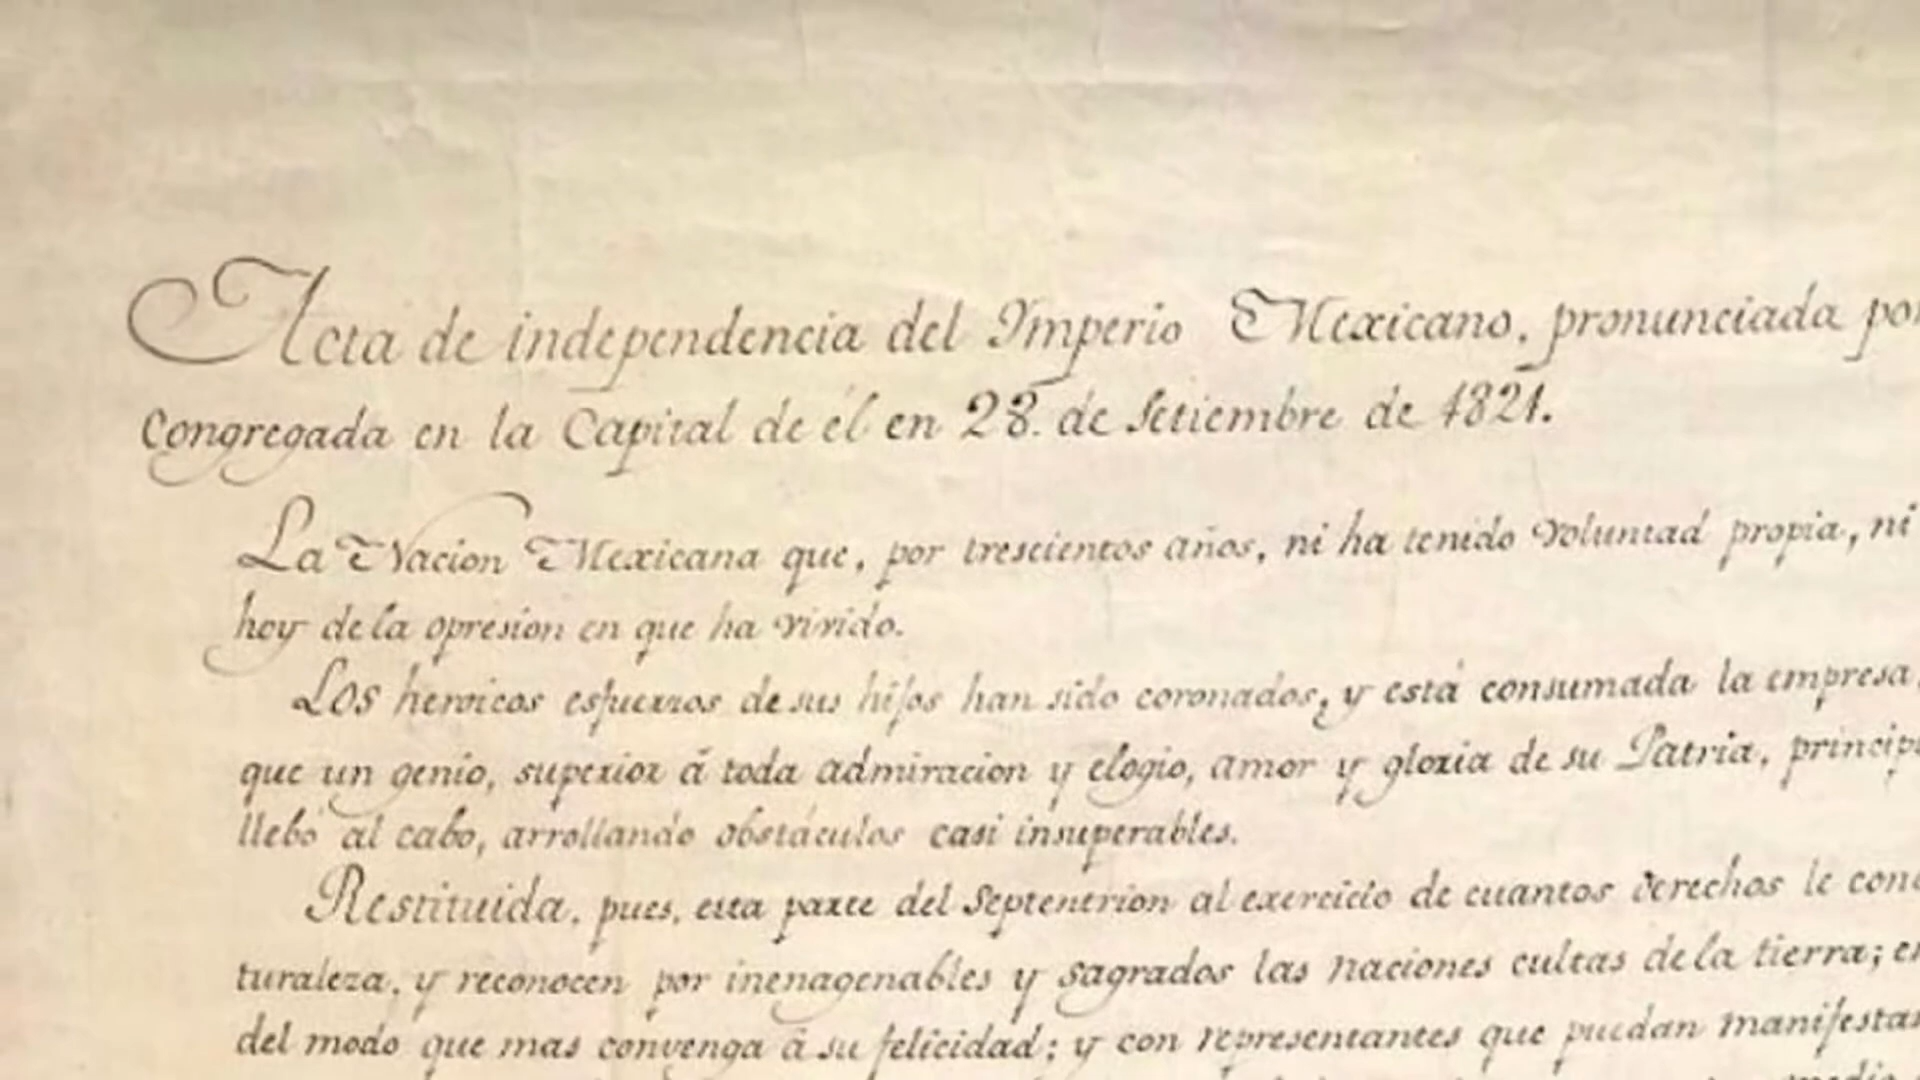 Acta de independencia del Ymperio Mexicano, pronunciada por
Congregada en la Capital de él en 28. de Setiembre de 1821.
La Nacion Mexicana que, por trescientos años, ni ha tenido voluntad propia, ni
hoy de la opresion en que ha vivido.
Los heroicos esfuerzos de sus hijos han sido coronados, y está consumada la empresa,
que un genio, superior á toda admiracion y elogio, amor y gloria de su Patria, princip
llebó al cabo, arrollando obstáculos casi insuperables.
Restituida, pues, esta parte del Septentrion al exercicio de cuantos derechos le conc
turaleza, y reconocen por inenagenables y sagrados las naciones cultas de la tierra; en
del modo que mas convenga á su felicidad; y con representantes que puedan manifestar